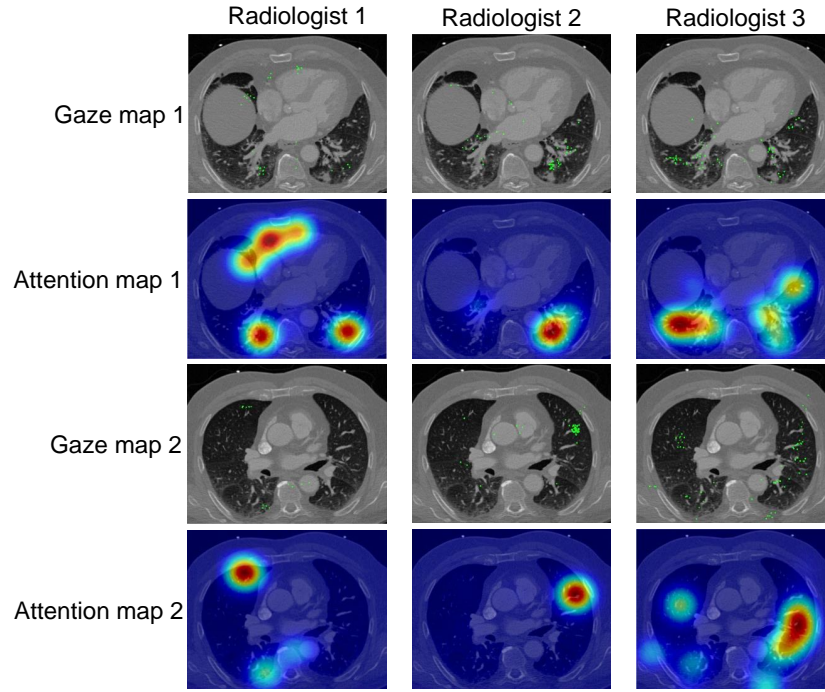 Radiologist 1 Radiologist 2 Radiologist 3
Gaze map 1
Attention map 1
Gaze map 2
Attention map 2